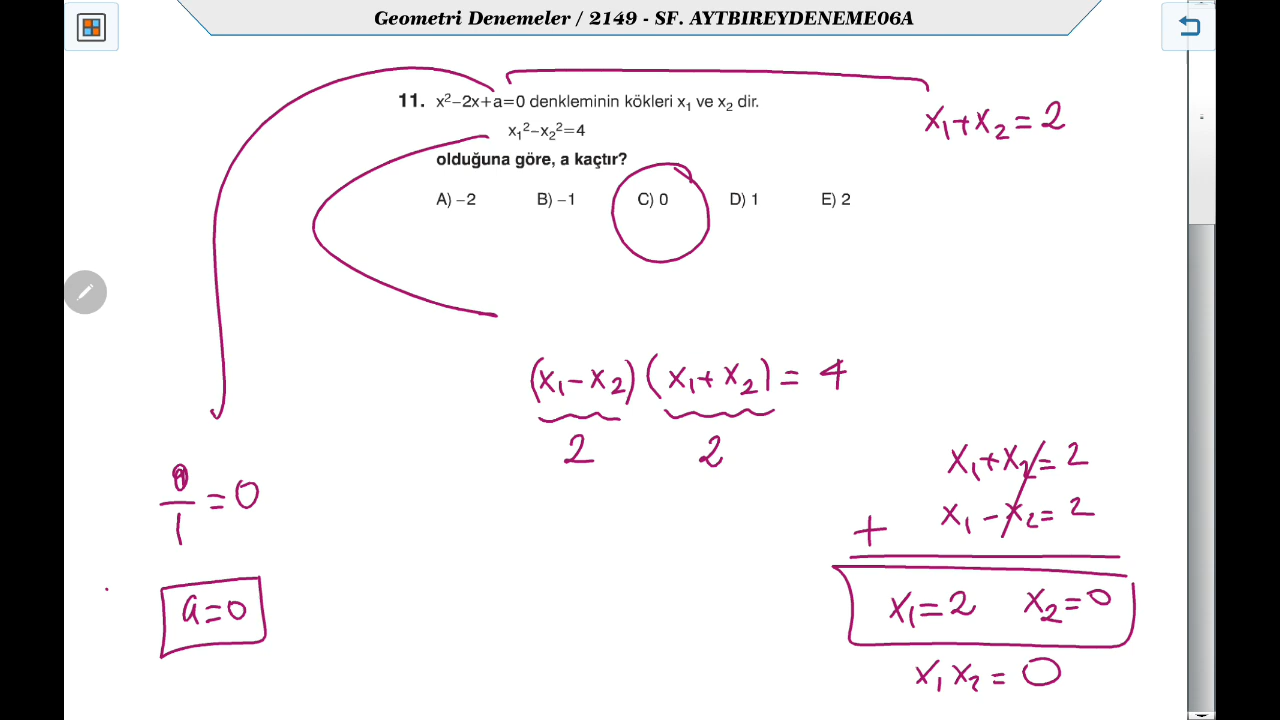 Geometri Denemeler / 2149 - SF. AYTBIREYDENEME06A
11. x²–2x+a=0 denkleminin kökleri x₁ ve x₂ dir.
x₁²–x₂²=4
olduğuna göre, a kaçtır?
A) –2 B) –1 C) 0 D) 1 E) 2
x₁+x₂=2
(x₁–x₂)(x₁+x₂)=4
2 2
x₁+x₂=2
x₁–x₂=2
+
x₁=2 x₂=0
x₁x₂=0
a/1=0
a=0